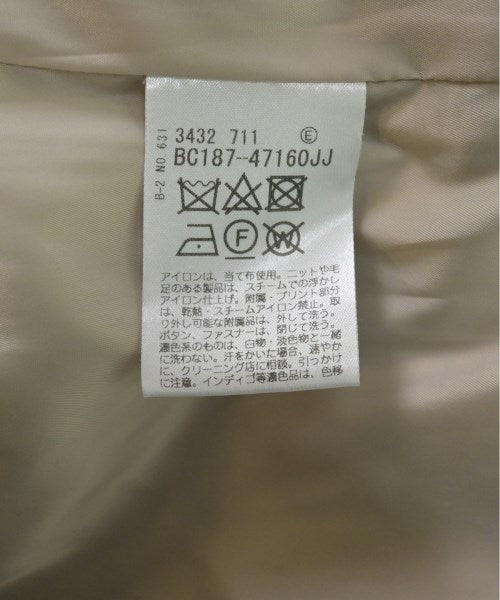 B-2 NO.631
3432 711 E
BC187--47160JJ
F W
アイロンは、当て布使用。ニットや毛
足のある製品は、スチームでの浮かし
アイロン仕上げ。附属・プリント部分
は、乾熱・スチームアイロン禁止。取
り外し可能な附属品は、外して洗う。
ボタン、ファスナーは、閉じて洗う。
濃色系のものは、白物・淡色物と一緒
に洗わない。汗をかいた場合、速やか
に、クリーニング店に相談。引っかけ
に注意。インディゴ等濃色品は、色移